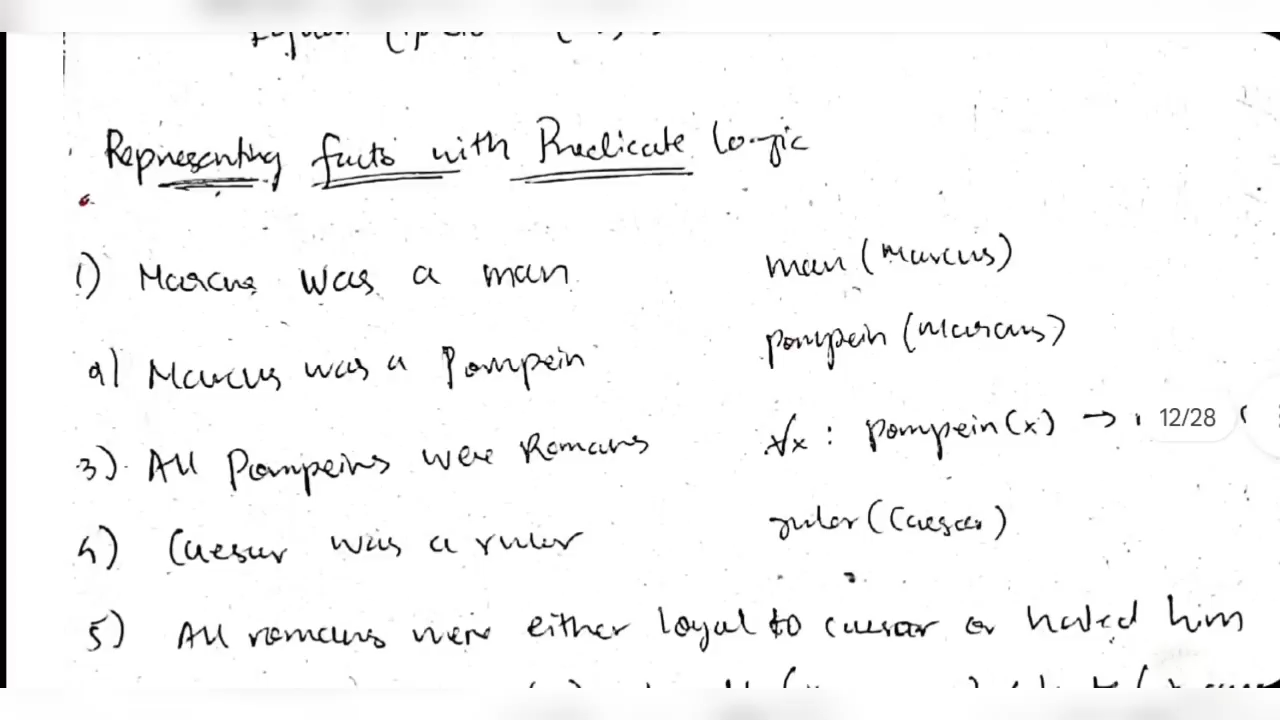 Representing facts with Predicate Logic
1) Marcus was a man man (Marcus)
2) Marcus was a Pompein pompein (Marcus)
3) All Pompeins were Romans ∀x : pompein(x) →
12/28
4) Caesar was a ruler ruler (Caesar)
5) All romans were either loyal to caesar or hated him